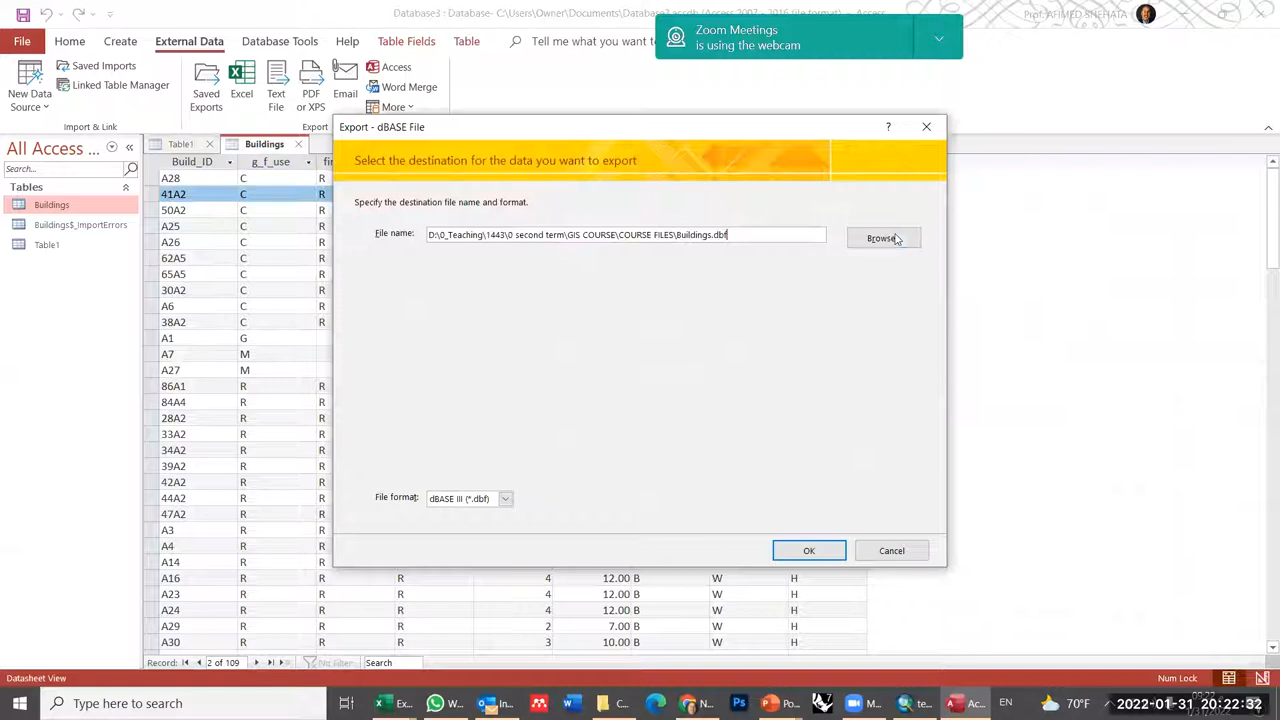 Database3 : Database- C:\Users\Owner\Documents\Database3.accdb (Access 2007 - 2016 file format) - Access
Prof. AHMED SHEHATA
Zoom Meetings
is using the webcam
File Home Create External Data Database Tools Help Table Fields Table Tell me what you want to
New Data
Source
Saved Imports
Linked Table Manager
Import & Link
Saved
Exports
Excel
Text
File
PDF
or XPS
Email
Access
Word Merge
More
Export
All Access ...
Search...
Tables
Buildings
Buildings$_ImportErrors
Table1
Table1 Buildings
Build_ID g_f_use
A28 C
41A2 C R
50A2 C R
A25 C R
A26 C R
62A5 C R
65A5 C R
30A2 C R
A6 C R
38A2 C R
A1 G
A7 M
A27 M
86A1 R R
84A4 R R
28A2 R R
33A2 R R
34A2 R R
39A2 R R
42A2 R R
44A2 R R
47A2 R R
A3 R R
A4 R R
A14 R R
A16 R R R 4 12.00 B W H
A23 R R R 4 12.00 B W H
A24 R R R 4 12.00 B W H
A29 R R R 2 7.00 B W H
A30 R R R 3 10.00 B W H
Export - dBASE File
?
Select the destination for the data you want to export
Specify the destination file name and format.
File name: D:\0_Teaching\1443\0 second term\GIS COURSE\COURSE FILES\Buildings.dbf Browse
File format: dBASE III (*.dbf)
OK Cancel
Record: 2 of 109 No Filter Search
Datasheet View Num Lock
Type here to search
Ex... W... In... W... C... N... Po... M... te... Ac...
EN
70°F
2022-01-31 20:22:32